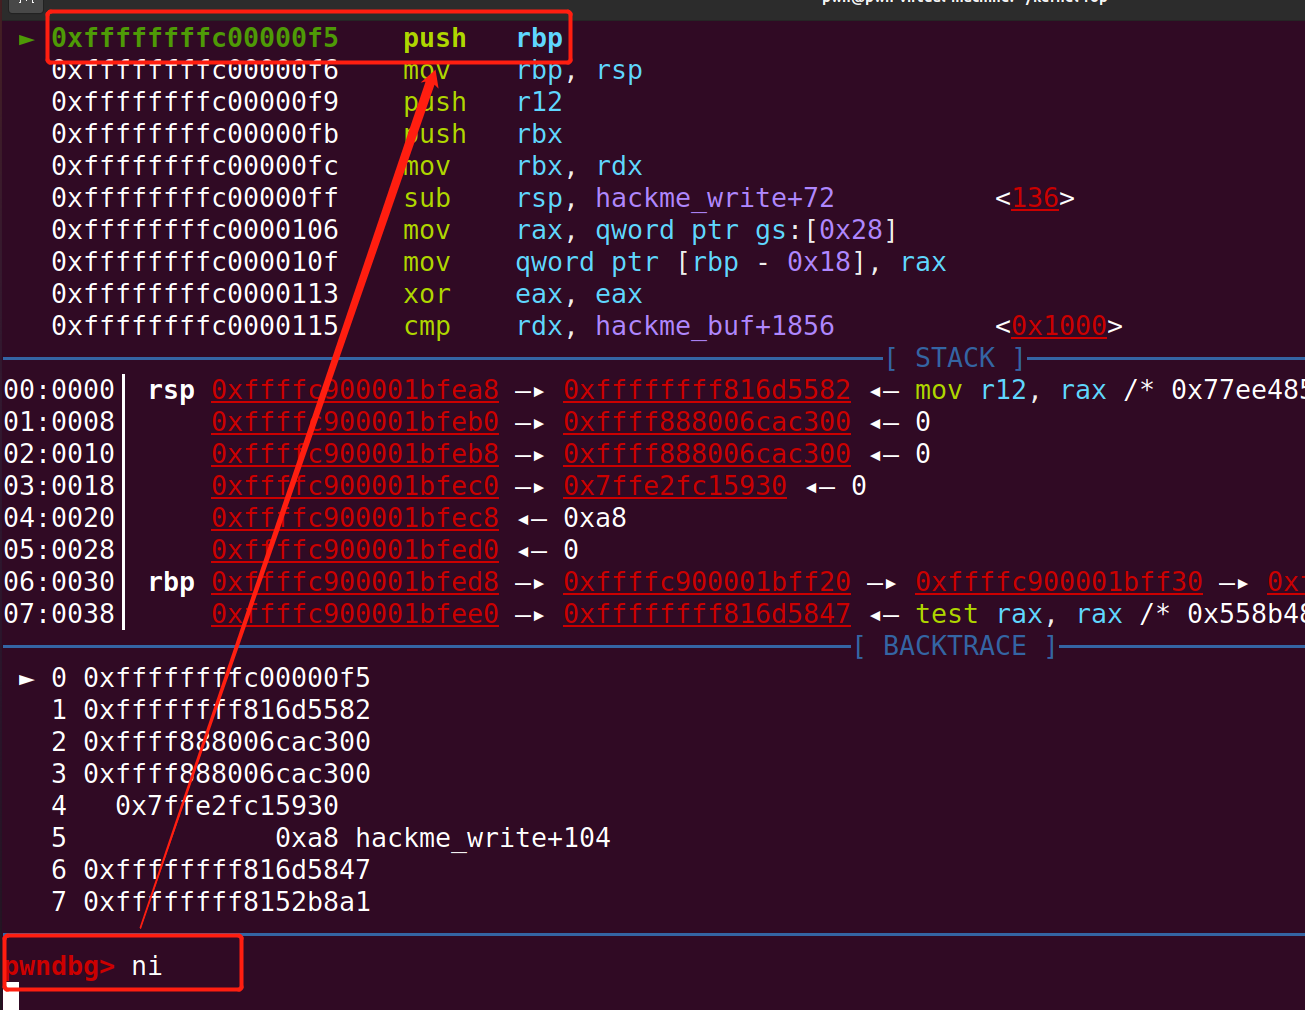 ► 0xffffffffc00000f5    push   rbp
0xffffffffc00000f6    mov    rbp, rsp
0xffffffffc00000f9    push   r12
0xffffffffc00000fb    push   rbx
0xffffffffc00000fc    mov    rbx, rdx
0xffffffffc00000ff    sub    rsp, hackme_write+72          <136>
0xffffffffc0000106    mov    rax, qword ptr gs:[0x28]
0xffffffffc000010f    mov    qword ptr [rbp - 0x18], rax
0xffffffffc0000113    xor    eax, eax
0xffffffffc0000115    cmp    rdx, hackme_buf+1856          <0x1000>
[ STACK ]
00:0000│ rsp 0xffffc900001bfea8 —▸ 0xffffffff816d5582 ◂— mov r12, rax /* 0x77ee485
01:0008│     0xffffc900001bfeb0 —▸ 0xffff888006cac300 ◂— 0
02:0010│     0xffffc900001bfeb8 —▸ 0xffff888006cac300 ◂— 0
03:0018│     0xffffc900001bfec0 —▸ 0x7ffe2fc15930 ◂— 0
04:0020│     0xffffc900001bfec8 ◂— 0xa8
05:0028│     0xffffc900001bfed0 ◂— 0
06:0030│ rbp 0xffffc900001bfed8 —▸ 0xffffc900001bff20 —▸ 0xffffc900001bff30 —▸ 0x
07:0038│     0xffffc900001bfee0 —▸ 0xffffffff816d5847 ◂— test rax, rax /* 0x558b48
[ BACKTRACE ]
► 0 0xffffffffc00000f5
1 0xffffffff816d5582
2 0xffff888006cac300
3 0xffff888006cac300
4   0x7ffe2fc15930
5             0xa8 hackme_write+104
6 0xffffffff816d5847
7 0xffffffff8152b8a1
pwndbg> ni